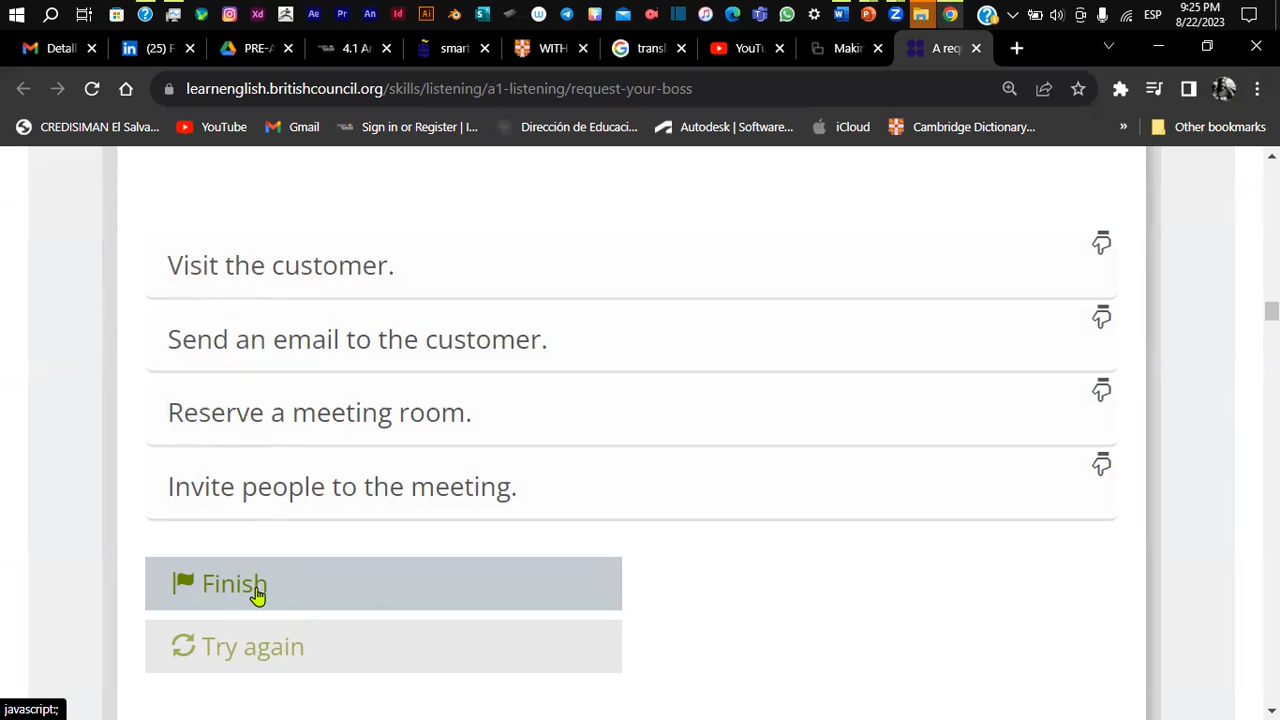 9:25 PM
ESP
8/22/2023
Detall
(25) F
PRE-A
4.1 Ar
smart
WITH
transl
YouTu
Makin
A req
learnenglish.britishcouncil.org/skills/listening/a1-listening/request-your-boss
CREDISIMAN El Salva...
YouTube
Gmail
Sign in or Register | I...
Dirección de Educaci...
Autodesk | Software...
iCloud
Cambridge Dictionary...
»
Other bookmarks
Visit the customer.
Send an email to the customer.
Reserve a meeting room.
Invite people to the meeting.
Finish
Try again
javascript:;